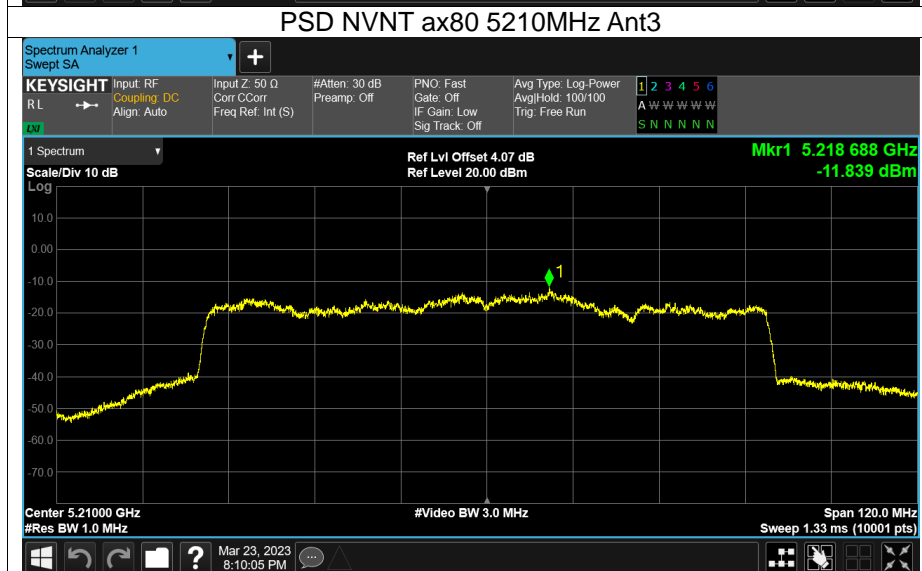 PSD NVNT ax80 5210MHz Ant3
Spectrum Analyzer 1
Swept SA
+
KEYSIGHT
RL
LXI
Input: RF
Coupling: DC
Align: Auto
Input Z: 50 Ω
Corr CCorr
Freq Ref: Int (S)
#Atten: 30 dB
Preamp: Off
PNO: Fast
Gate: Off
IF Gain: Low
Sig Track: Off
Avg Type: Log-Power
Avg|Hold: 100/100
Trig: Free Run
1 2 3 4 5 6
A W W W W W
S N N N N N
1 Spectrum
Scale/Div 10 dB
Ref Lvl Offset 4.07 dB
Ref Level 20.00 dBm
Mkr1 5.218 688 GHz
-11.839 dBm
Log
10.0
0.00
-10.0
-20.0
-30.0
-40.0
-50.0
-60.0
-70.0
1
Center 5.21000 GHz
#Res BW 1.0 MHz
#Video BW 3.0 MHz
Span 120.0 MHz
Sweep 1.33 ms (10001 pts)
?
Mar 23, 2023
8:10:05 PM